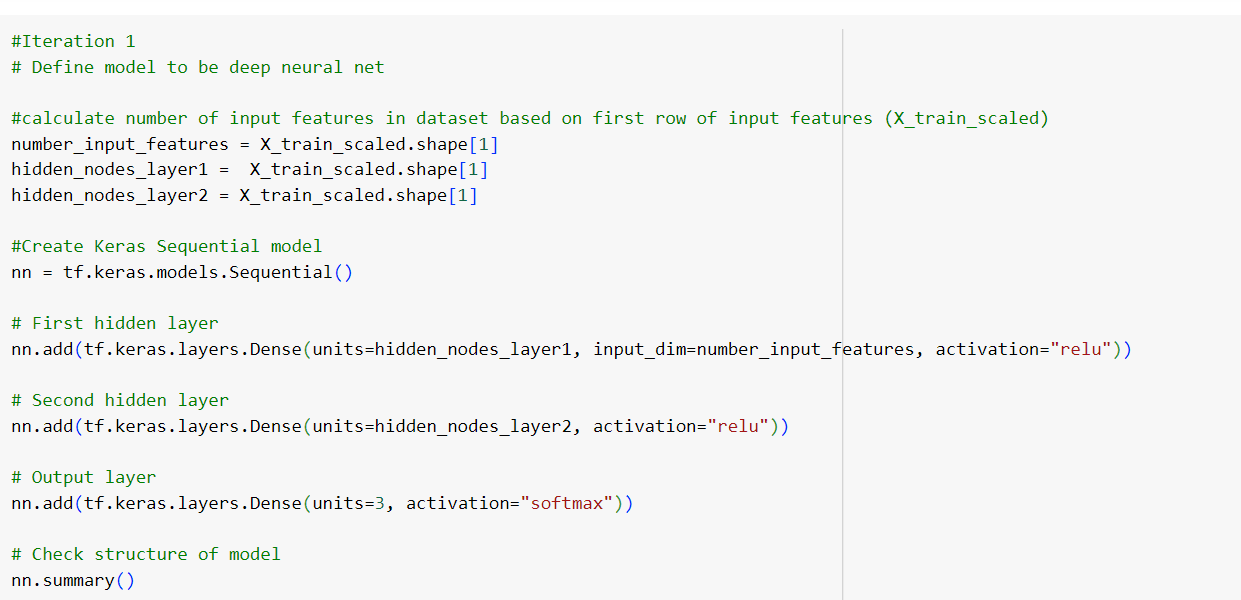 #Iteration 1
# Define model to be deep neural net
#calculate number of input features in dataset based on first row of input features (X_train_scaled)
number_input_features = X_train_scaled.shape[1]
hidden_nodes_layer1 =  X_train_scaled.shape[1]
hidden_nodes_layer2 = X_train_scaled.shape[1]
#Create Keras Sequential model
nn = tf.keras.models.Sequential()
# First hidden layer
nn.add(tf.keras.layers.Dense(units=hidden_nodes_layer1, input_dim=number_input_features, activation="relu"))
# Second hidden layer
nn.add(tf.keras.layers.Dense(units=hidden_nodes_layer2, activation="relu"))
# Output layer
nn.add(tf.keras.layers.Dense(units=3, activation="softmax"))
# Check structure of model
nn.summary()